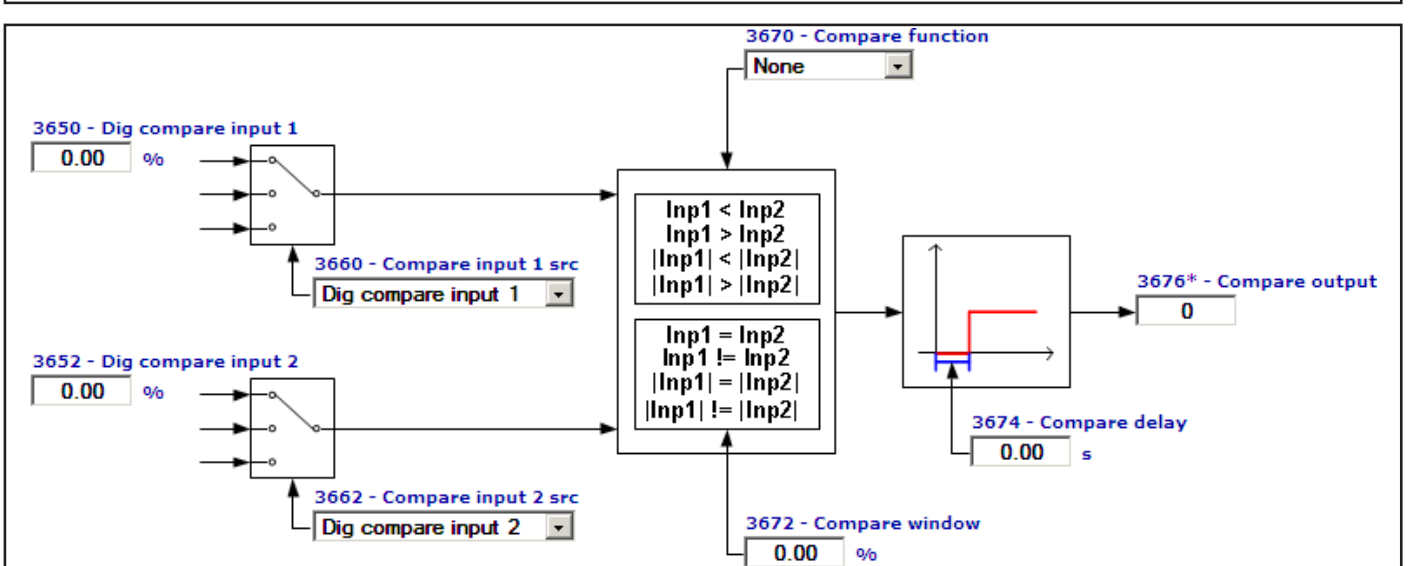 3670 - Compare function
None
3650 - Dig compare input 1
0.00 %
3660 - Compare input 1 src
Dig compare input 1
Inp1 < Inp2
Inp1 > Inp2
|Inp1| < |Inp2|
|Inp1| > |Inp2|
3676* - Compare output
0
3652 - Dig compare input 2
0.00 %
Inp1 = Inp2
Inp1 != Inp2
|Inp1| = |Inp2|
|Inp1| != |Inp2|
3674 - Compare delay
0.00 s
3662 - Compare input 2 src
Dig compare input 2
3672 - Compare window
0.00 %